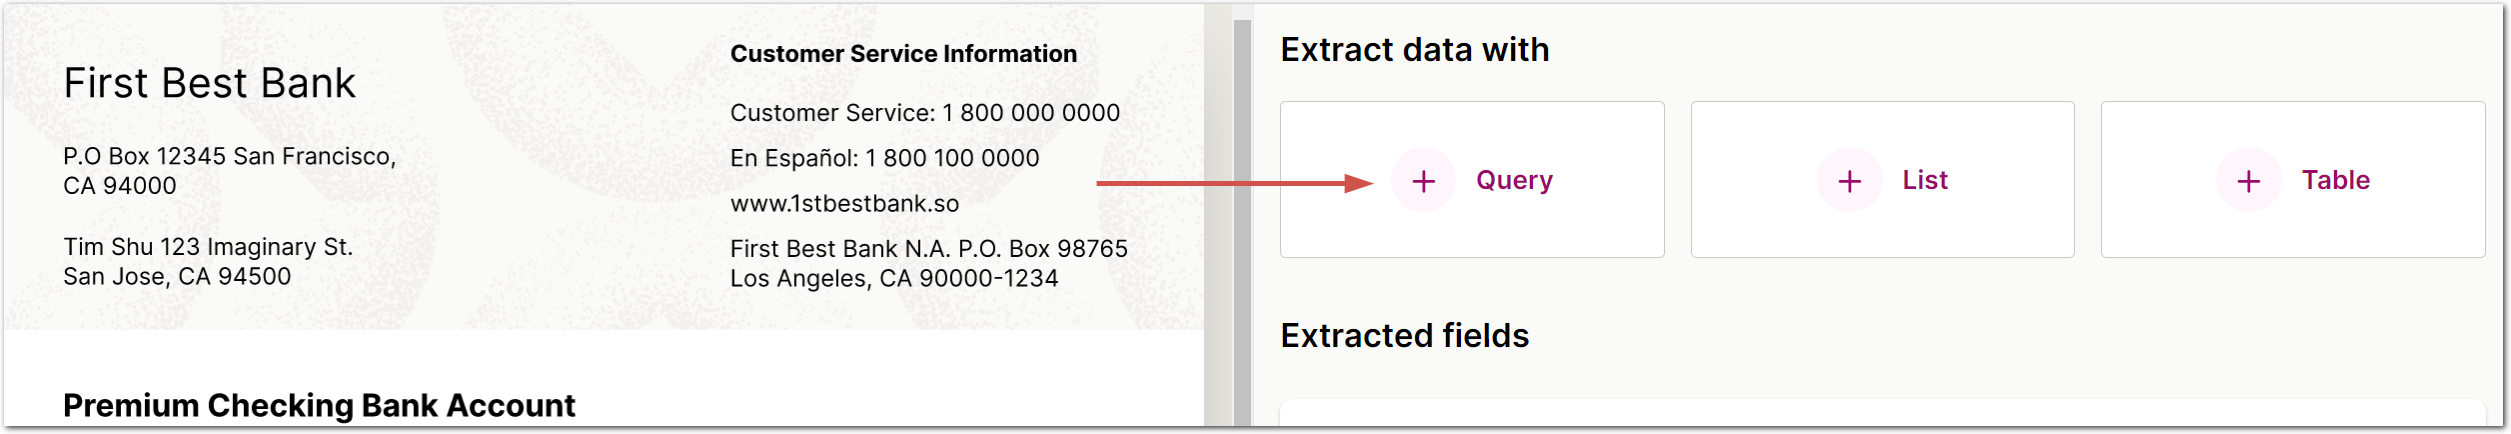 First Best Bank
P.O Box 12345 San Francisco,
CA 94000
Tim Shu 123 Imaginary St.
San Jose, CA 94500
Customer Service Information
Customer Service: 1 800 000 0000
En Español: 1 800 100 0000
www.1stbestbank.so
First Best Bank N.A. P.O. Box 98765
Los Angeles, CA 90000-1234
Premium Checking Bank Account
Extract data with
+ Query
+ List
+ Table
Extracted fields